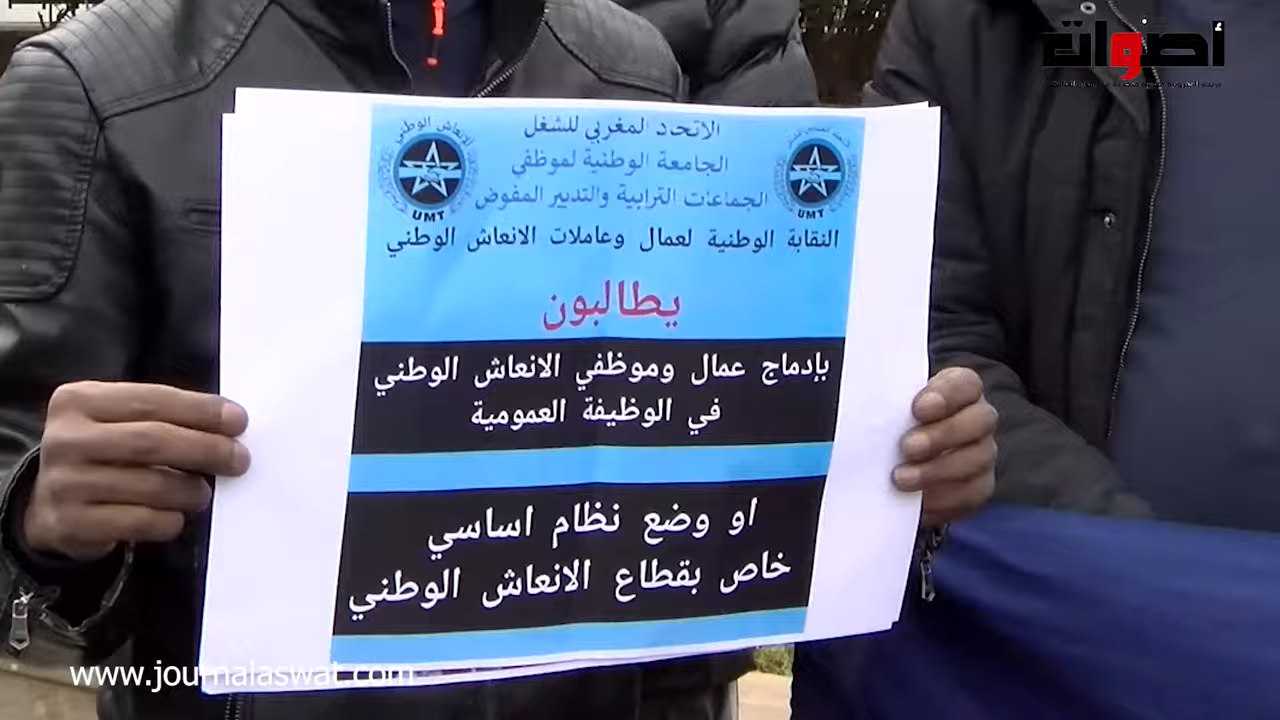 أصوات
الاتحاد المغربي للشغل
الجامعة الوطنية لموظفي
الجماعات الترابية والتدبير المفوض
النقابة الوطنية لعمال وعاملات الانعاش الوطني
الانعاش الوطني
UMT
UMT
يطالبون
بإدماج عمال وموظفي الانعاش الوطني
في الوظيفة العمومية
او وضع نظام اساسي
خاص بقطاع الانعاش الوطني
www.journalaswat.com